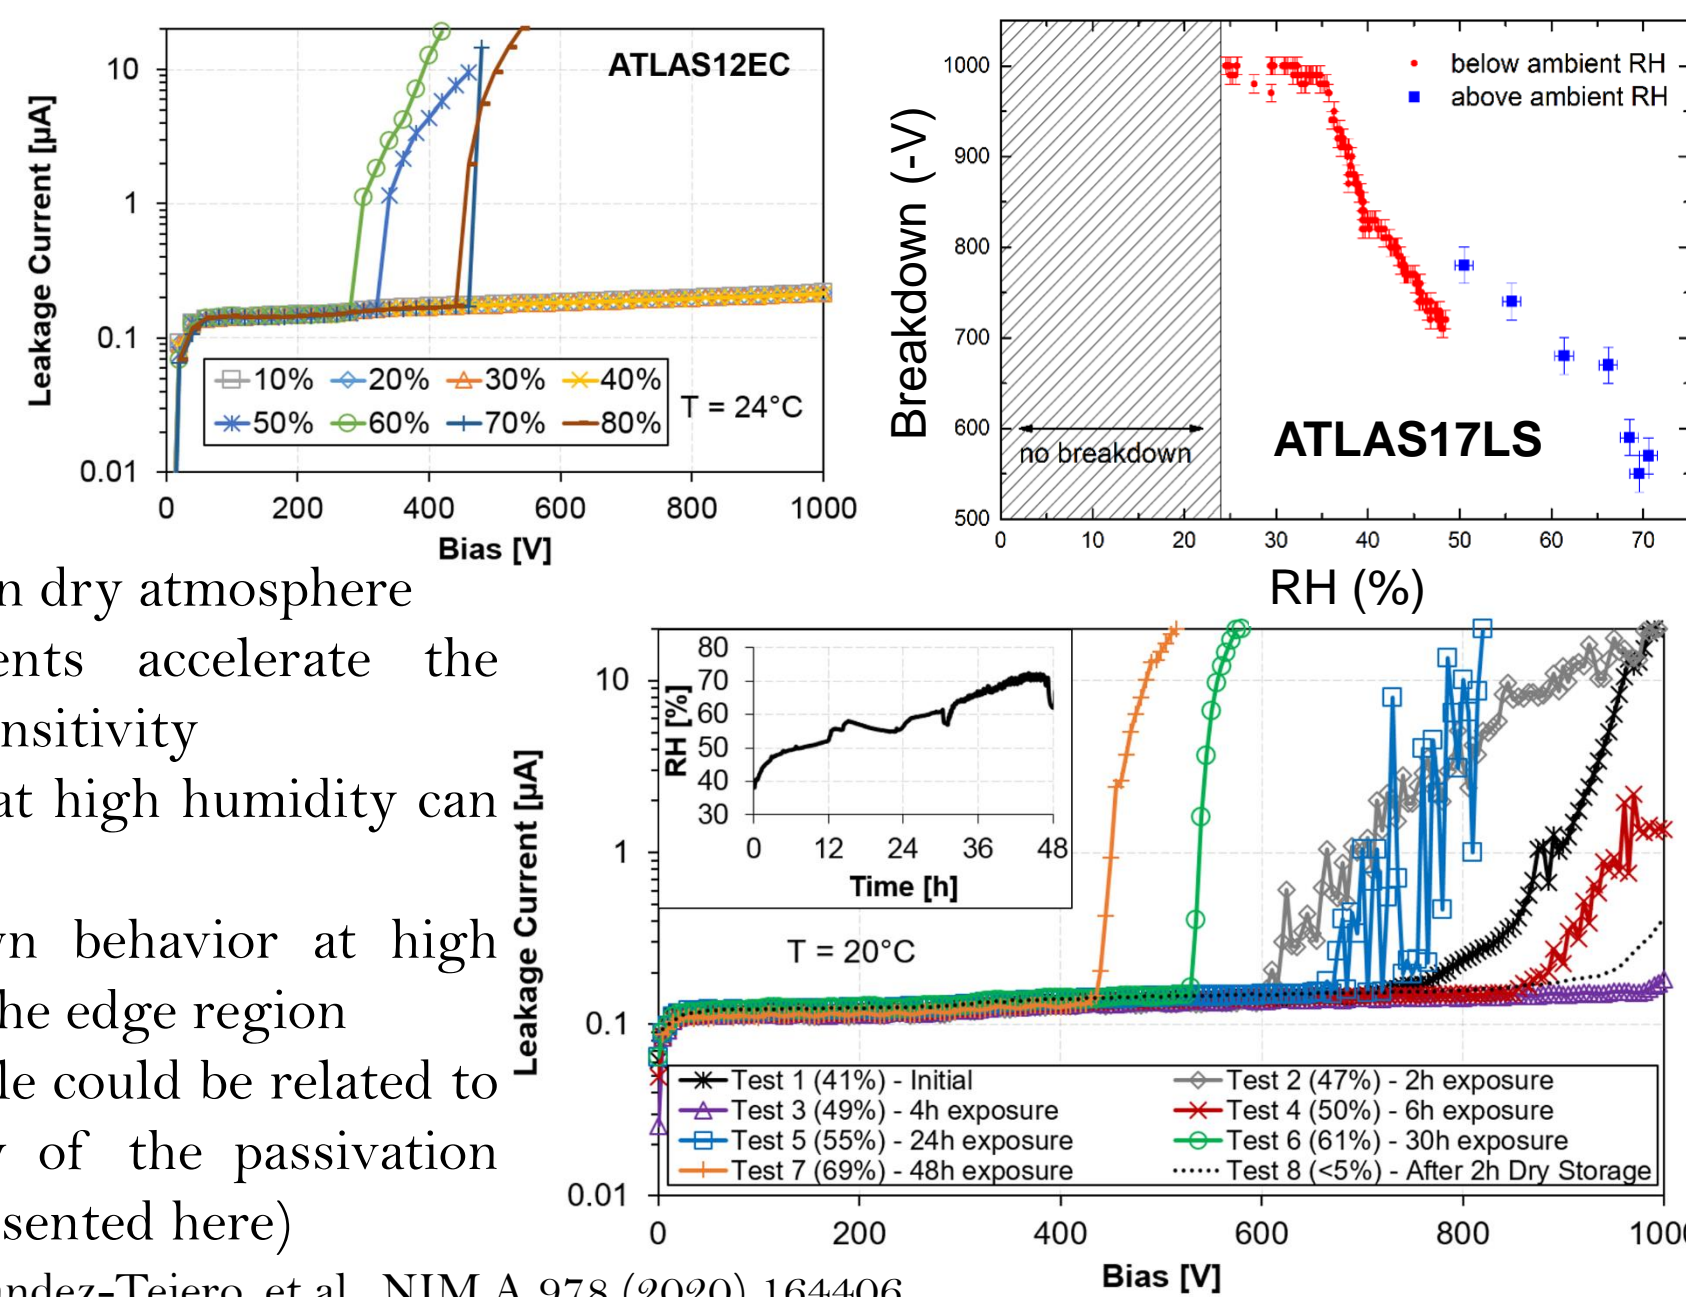 ATLAS12EC
Leakage Current [µA]
10
1
0.1
0.01
10% 20% 30% 40%
50% 60% 70% 80%
T = 24°C
0 200 400 600 800 1000
Bias [V]
Breakdown (-V)
1000
900
800
700
600
500
below ambient RH
above ambient RH
no breakdown
ATLAS17LS
0 10 20 30 40 50 60 70
RH (%)
n dry atmosphere
ents accelerate the
nsitivity
at high humidity can
wn behavior at high
he edge region
le could be related to
y of the passivation
sented here)
ández-Tejero, et al., NIM A 978 (2020) 164406
Leakage Current [µA]
10
1
0.1
0.01
RH [%]
80
70
60
50
40
30
0 12 24 36 48
Time [h]
T = 20°C
Test 1 (41%) - Initial
Test 2 (47%) - 2h exposure
Test 3 (49%) - 4h exposure
Test 4 (50%) - 6h exposure
Test 5 (55%) - 24h exposure
Test 6 (61%) - 30h exposure
Test 7 (69%) - 48h exposure
Test 8 (<5%) - After 2h Dry Storage
0 200 400 600 800 100
Bias [V]